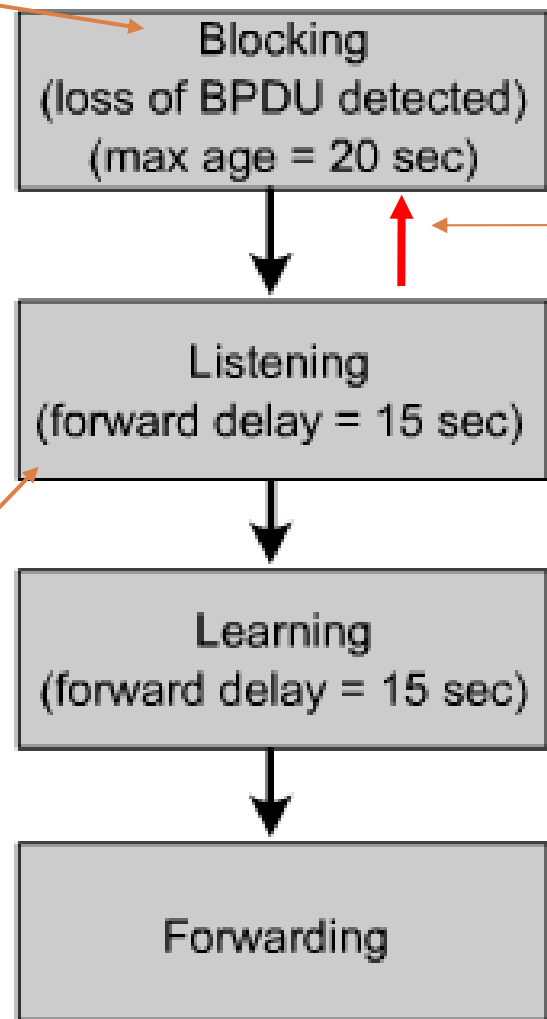 Blocking
(loss of BPDU detected)
(max age = 20 sec)
Listening
(forward delay = 15 sec)
Learning
(forward delay = 15 sec)
Forwarding